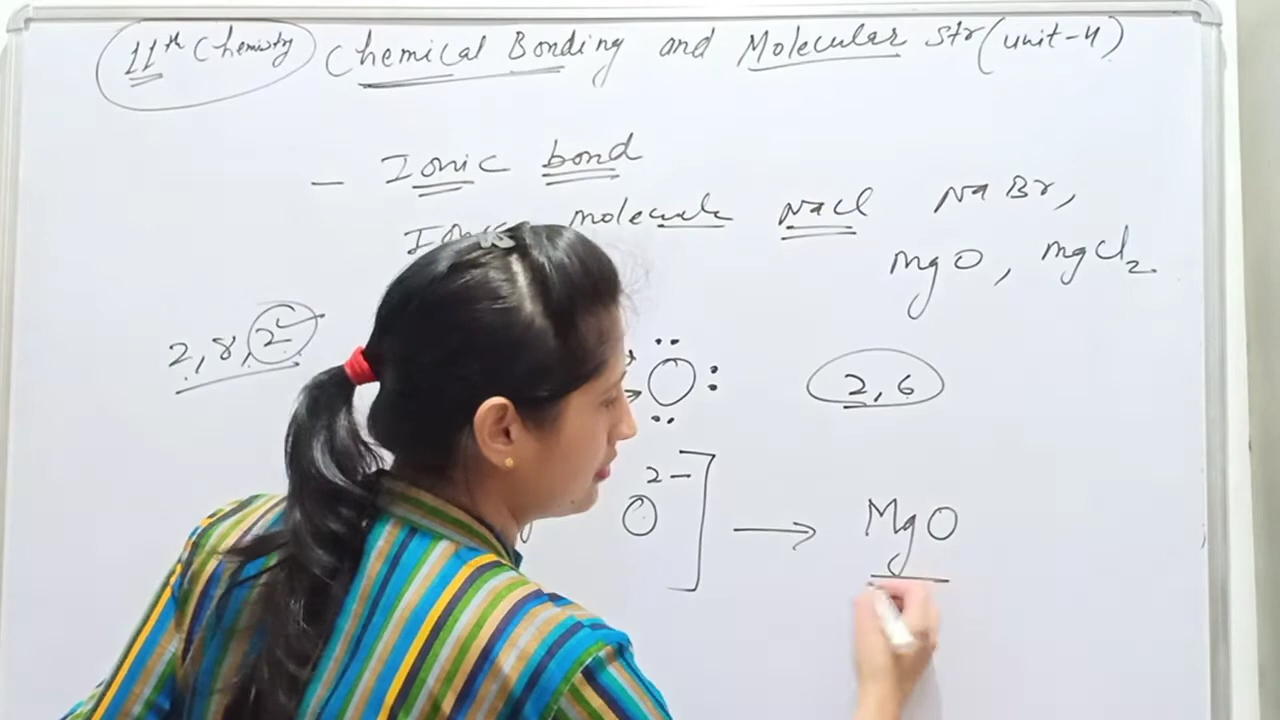 11th Chemistry Chemical Bonding and Molecular Str (unit-4)
- Ionic bond
molecule NaCl NaBr,
MgO, MgCl2
2,8,2
O
2,6
O 2-] → MgO